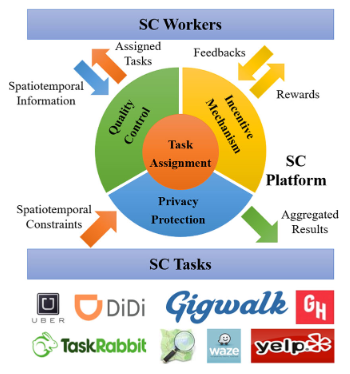 SC Workers
Assigned
Tasks
Feedbacks
Spatiotemporal
Information
Rewards
Quality
Control
Incentive
Mechanism
Task
Assignment
SC
Platform
Privacy
Protection
Spatiotemporal
Constraints
Aggregated
Results
SC Tasks
U
UBER
DiDi
Gigwalk
GH
TaskRabbit
waze
yelp